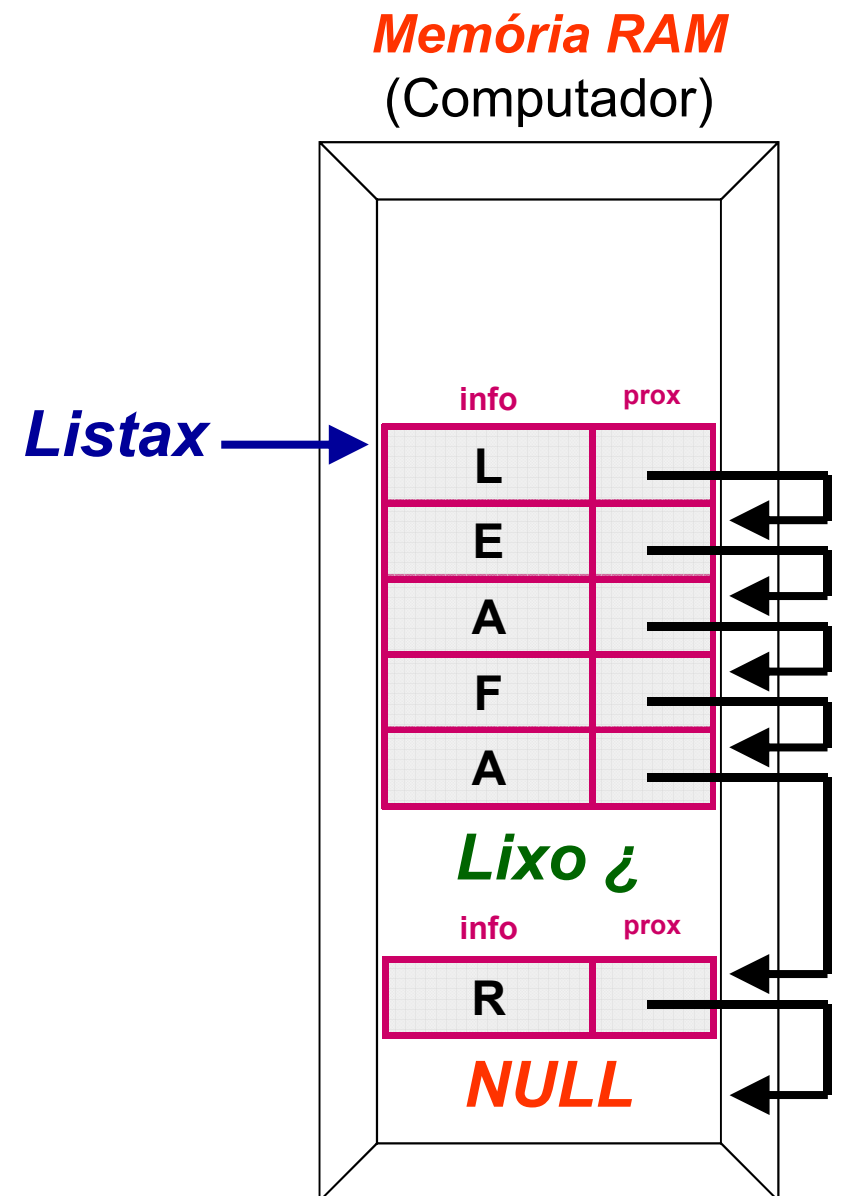 Memória RAM
(Computador)
info prox
Listax
L
E
A
F
A
Lixo ¿
info prox
R
NULL